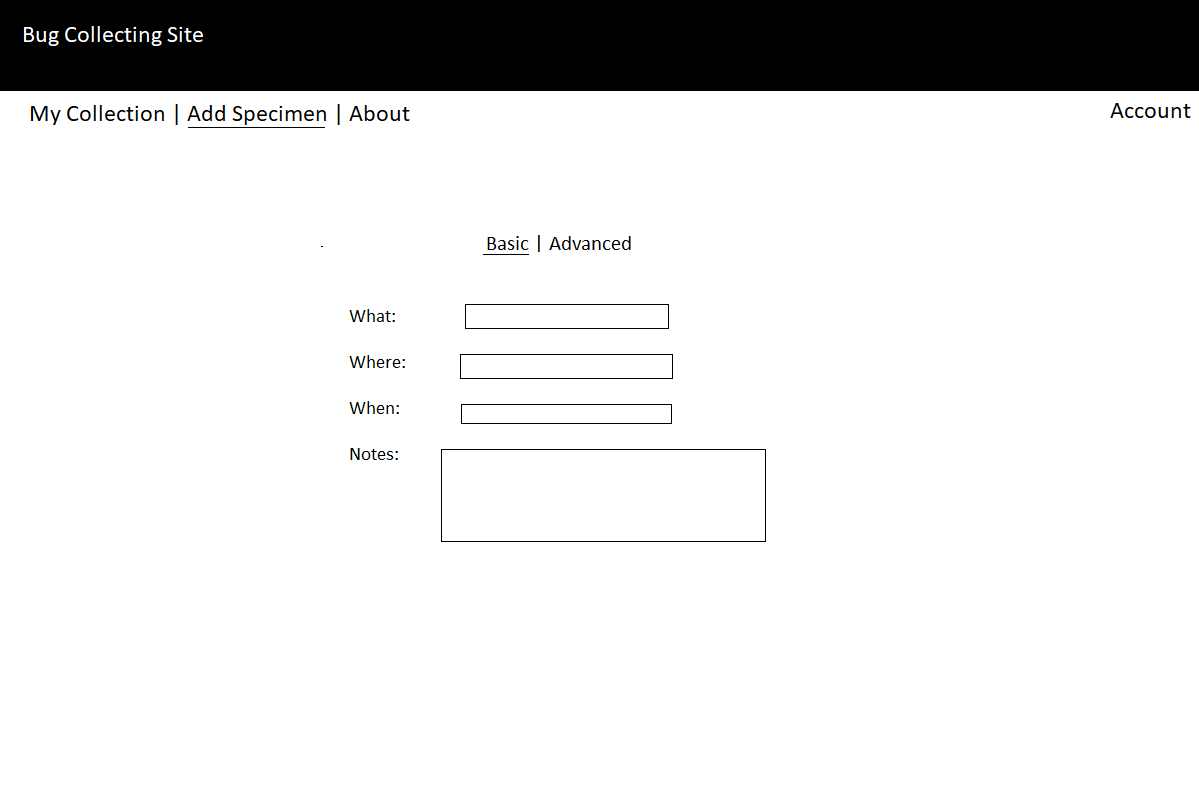 Bug Collecting Site
My Collection | Add Specimen | About
Account
Basic | Advanced
What:
Where:
When:
Notes: